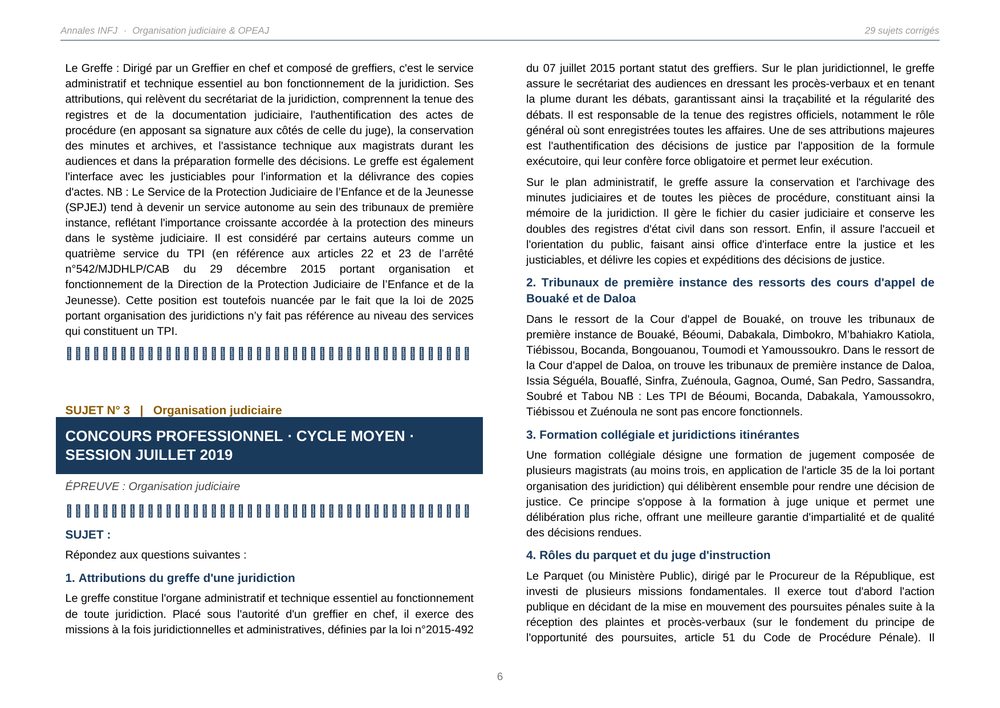 Annales INFJ · Organisation judiciaire & OPEAJ
29 sujets corrigés
Le Greffe : Dirigé par un Greffier en chef et composé de greffiers, c'est le service
administratif et technique essentiel au bon fonctionnement de la juridiction. Ses
attributions, qui relèvent du secrétariat de la juridiction, comprennent la tenue des
registres et de la documentation judiciaire, l'authentification des actes de
procédure (en apposant sa signature aux côtés de celle du juge), la conservation
des minutes et archives, et l'assistance technique aux magistrats durant les
audiences et dans la préparation formelle des décisions. Le greffe est également
l'interface avec les justiciables pour l'information et la délivrance des copies
d'actes. NB : Le Service de la Protection Judiciaire de l’Enfance et de la Jeunesse
(SPJEJ) tend à devenir un service autonome au sein des tribunaux de première
instance, reflétant l'importance croissante accordée à la protection des mineurs
dans le système judiciaire. Il est considéré par certains auteurs comme un
quatrième service du TPI (en référence aux articles 22 et 23 de l’arrêté
n°542/MJDHLP/CAB du 29 décembre 2015 portant organisation et
fonctionnement de la Direction de la Protection Judiciaire de l’Enfance et de la
Jeunesse). Cette position est toutefois nuancée par le fait que la loi de 2025
portant organisation des juridictions n’y fait pas référence au niveau des services
qui constituent un TPI.
SUJET N° 3 | Organisation judiciaire
CONCOURS PROFESSIONNEL · CYCLE MOYEN ·
SESSION JUILLET 2019
ÉPREUVE : Organisation judiciaire
SUJET :
Répondez aux questions suivantes :
1. Attributions du greffe d'une juridiction
Le greffe constitue l'organe administratif et technique essentiel au fonctionnement
de toute juridiction. Placé sous l'autorité d'un greffier en chef, il exerce des
missions à la fois juridictionnelles et administratives, définies par la loi n°2015-492
du 07 juillet 2015 portant statut des greffiers. Sur le plan juridictionnel, le greffe
assure le secrétariat des audiences en dressant les procès-verbaux et en tenant
la plume durant les débats, garantissant ainsi la traçabilité et la régularité des
débats. Il est responsable de la tenue des registres officiels, notamment le rôle
général où sont enregistrées toutes les affaires. Une de ses attributions majeures
est l'authentification des décisions de justice par l'apposition de la formule
exécutoire, qui leur confère force obligatoire et permet leur exécution.
Sur le plan administratif, le greffe assure la conservation et l'archivage des
minutes judiciaires et de toutes les pièces de procédure, constituant ainsi la
mémoire de la juridiction. Il gère le fichier du casier judiciaire et conserve les
doubles des registres d'état civil dans son ressort. Enfin, il assure l'accueil et
l'orientation du public, faisant ainsi office d'interface entre la justice et les
justiciables, et délivre les copies et expéditions des décisions de justice.
2. Tribunaux de première instance des ressorts des cours d'appel de
Bouaké et de Daloa
Dans le ressort de la Cour d'appel de Bouaké, on trouve les tribunaux de
première instance de Bouaké, Béoumi, Dabakala, Dimbokro, M’bahiakro Katiola,
Tiébissou, Bocanda, Bongouanou, Toumodi et Yamoussoukro. Dans le ressort de
la Cour d'appel de Daloa, on trouve les tribunaux de première instance de Daloa,
Issia Séguéla, Bouaflé, Sinfra, Zuénoula, Gagnoa, Oumé, San Pedro, Sassandra,
Soubré et Tabou NB : Les TPI de Béoumi, Bocanda, Dabakala, Yamoussokro,
Tiébissou et Zuénoula ne sont pas encore fonctionnels.
3. Formation collégiale et juridictions itinérantes
Une formation collégiale désigne une formation de jugement composée de
plusieurs magistrats (au moins trois, en application de l'article 35 de la loi portant
organisation des juridiction) qui délibèrent ensemble pour rendre une décision de
justice. Ce principe s'oppose à la formation à juge unique et permet une
délibération plus riche, offrant une meilleure garantie d'impartialité et de qualité
des décisions rendues.
4. Rôles du parquet et du juge d'instruction
Le Parquet (ou Ministère Public), dirigé par le Procureur de la République, est
investi de plusieurs missions fondamentales. Il exerce tout d'abord l'action
publique en décidant de la mise en mouvement des poursuites pénales suite à la
réception des plaintes et procès-verbaux (sur le fondement du principe de
l'opportunité des poursuites, article 51 du Code de Procédure Pénale). Il
6